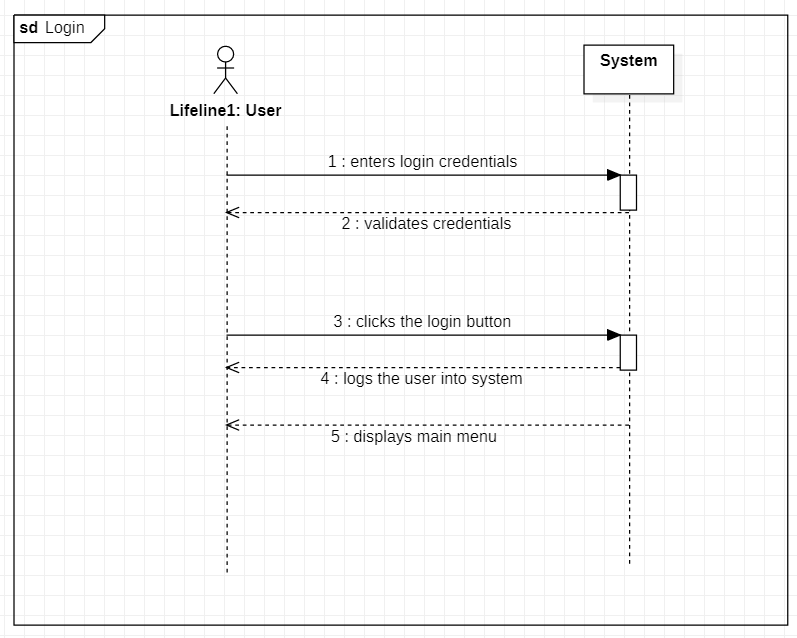 sd Login
System
Lifeline1: User
1 : enters login credentials
2 : validates credentials
3 : clicks the login button
4 : logs the user into system
5 : displays main menu